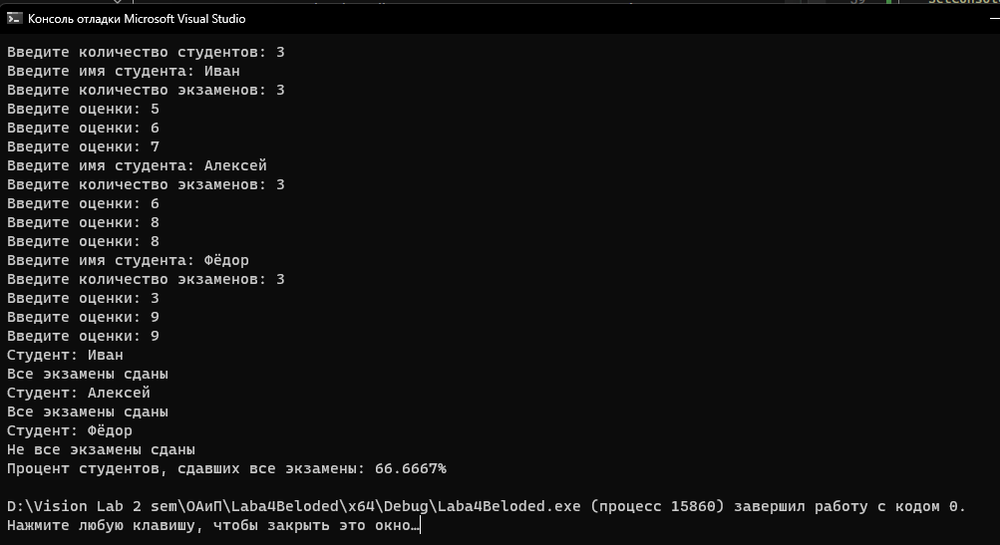 Консоль отладки Microsoft Visual Studio
Введите количество студентов: 3
Введите имя студента: Иван
Введите количество экзаменов: 3
Введите оценки: 5
Введите оценки: 6
Введите оценки: 7
Введите имя студента: Алексей
Введите количество экзаменов: 3
Введите оценки: 6
Введите оценки: 8
Введите оценки: 8
Введите имя студента: Фёдор
Введите количество экзаменов: 3
Введите оценки: 3
Введите оценки: 9
Введите оценки: 9
Студент: Иван
Все экзамены сданы
Студент: Алексей
Все экзамены сданы
Студент: Фёдор
Не все экзамены сданы
Процент студентов, сдавших все экзамены: 66.6667%
D:\Vision Lab 2 sem\ОАиП\Laba4Beloded\x64\Debug\Laba4Beloded.exe (процесс 15860) завершил работу с кодом 0.
Нажмите любую клавишу, чтобы закрыть это окно…